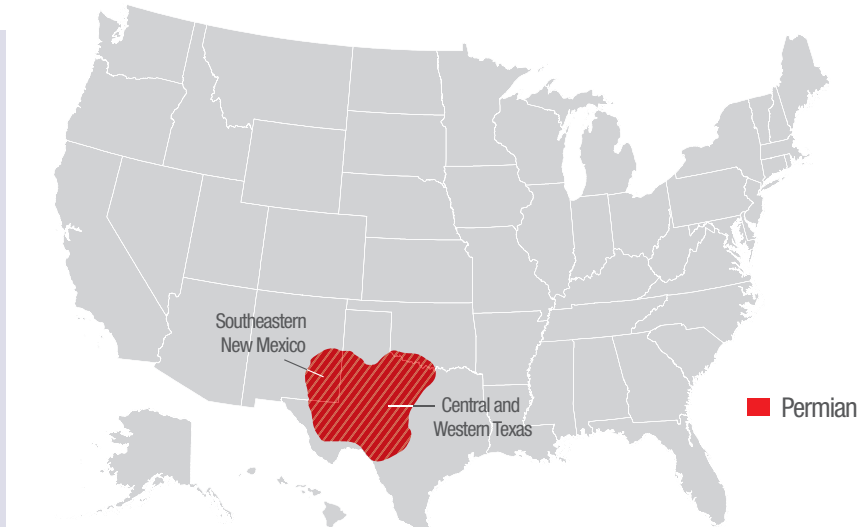 Southeastern
New Mexico
Central and
Western Texas
Permian